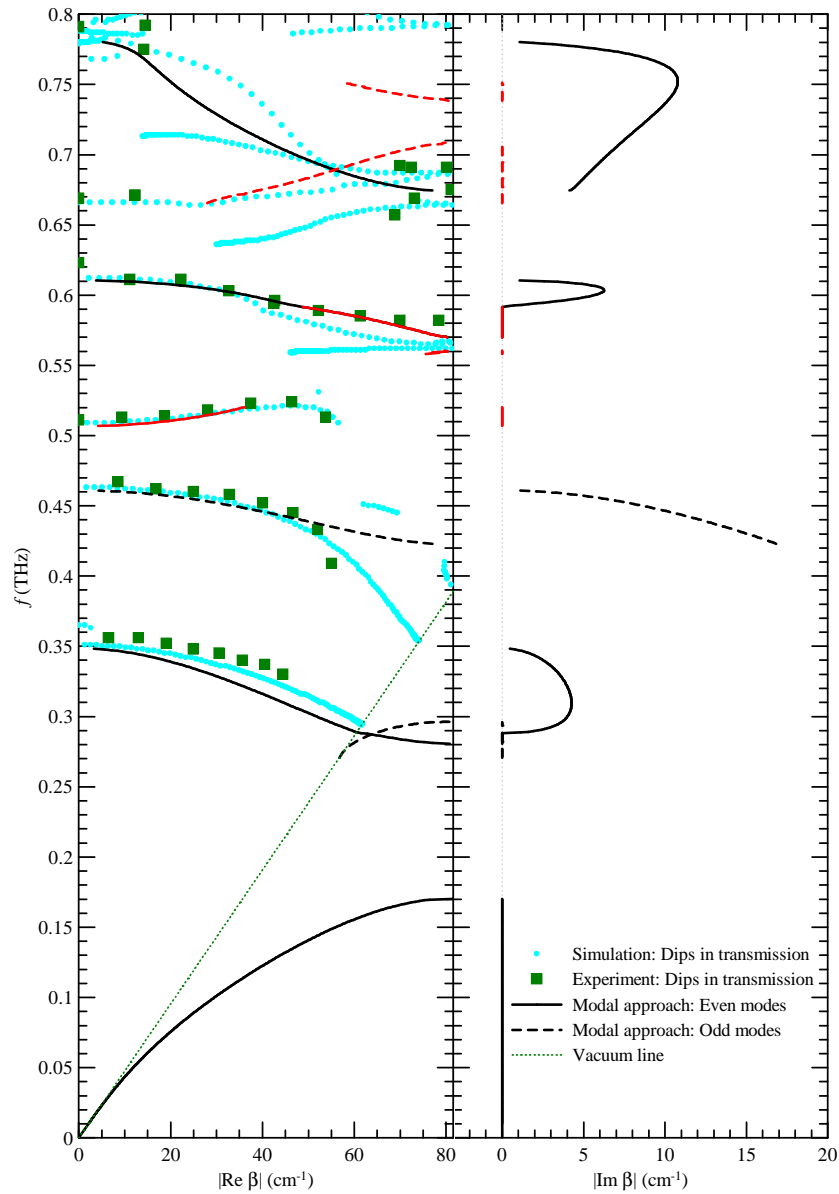 0.8
0.75
0.7
0.65
0.6
0.55
0.5
0.45
0.4
0.35
0.3
0.25
0.2
0.15
0.1
0.05
0
f (THz)
0 20 40 60 80
|Re β| (cm⁻¹)
Simulation: Dips in transmission
Experiment: Dips in transmission
Modal approach: Even modes
Modal approach: Odd modes
Vacuum line
0 5 10 15 20
|Im β| (cm⁻¹)